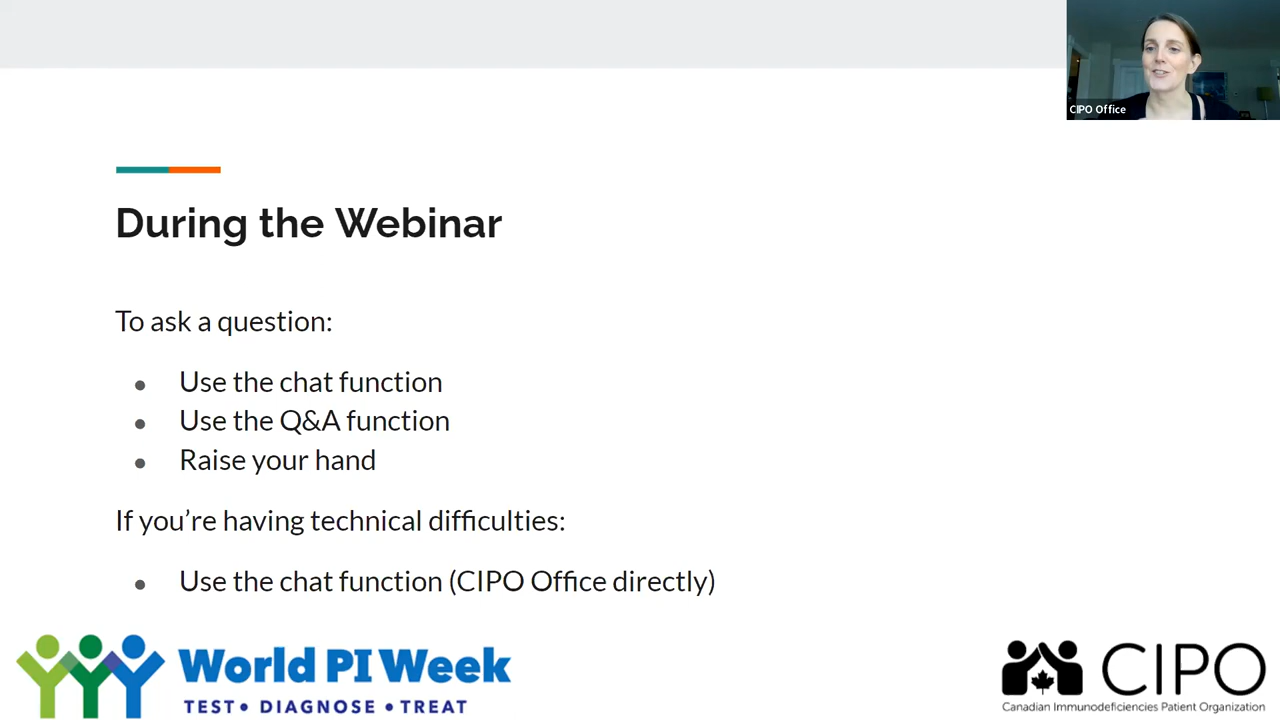 CIPO Office
During the Webinar
To ask a question:
● Use the chat function
● Use the Q&A function
● Raise your hand
If you’re having technical difficulties:
● Use the chat function (CIPO Office directly)
World PI Week
TEST • DIAGNOSE • TREAT
CIPO
Canadian Immunodeficiencies Patient Organization